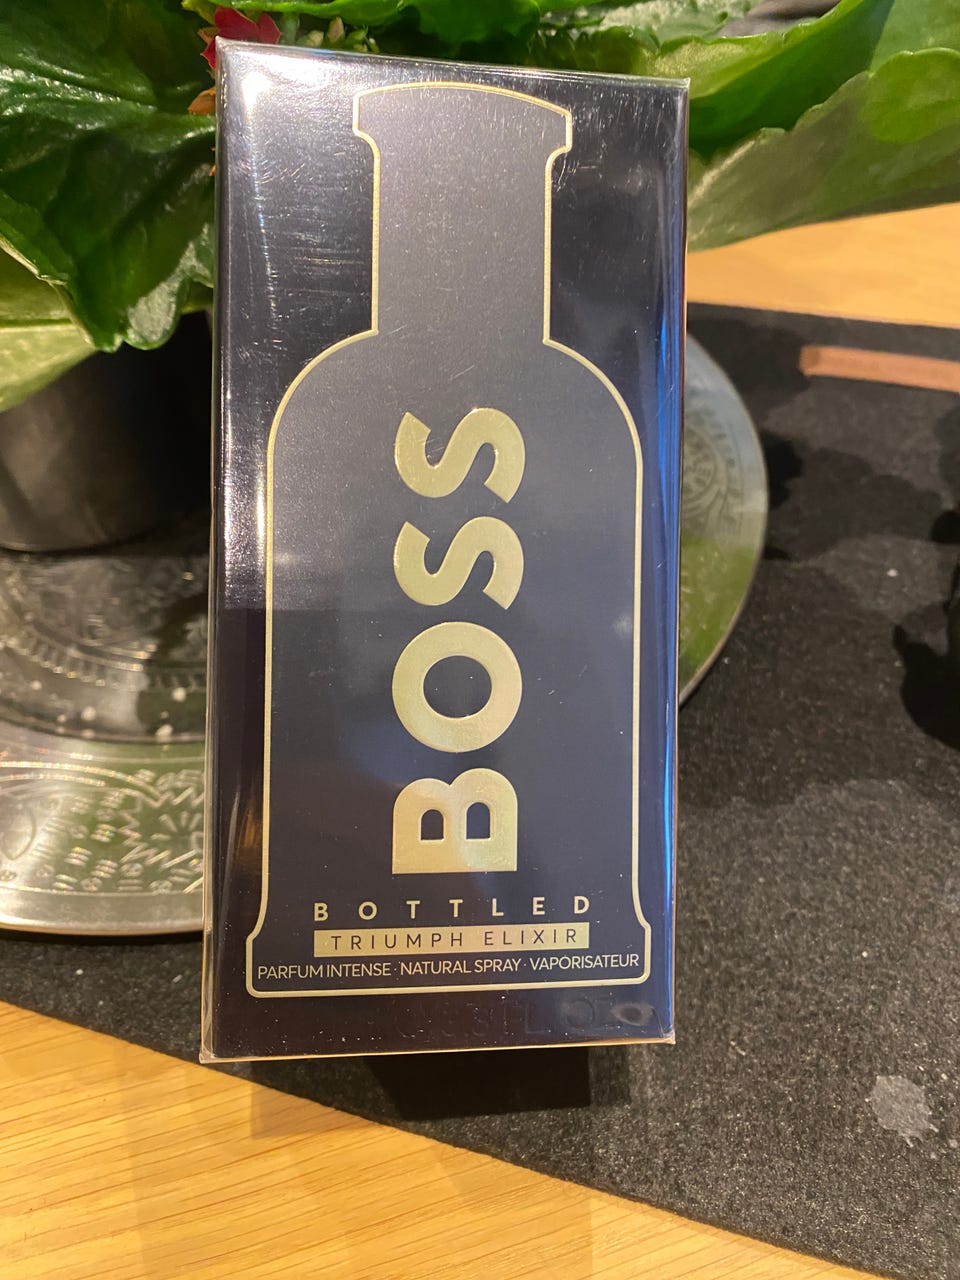 BOSS
BOTTLED
TRIUMPH ELIXIR
PARFUM INTENSE · NATURAL SPRAY · VAPORISATEUR